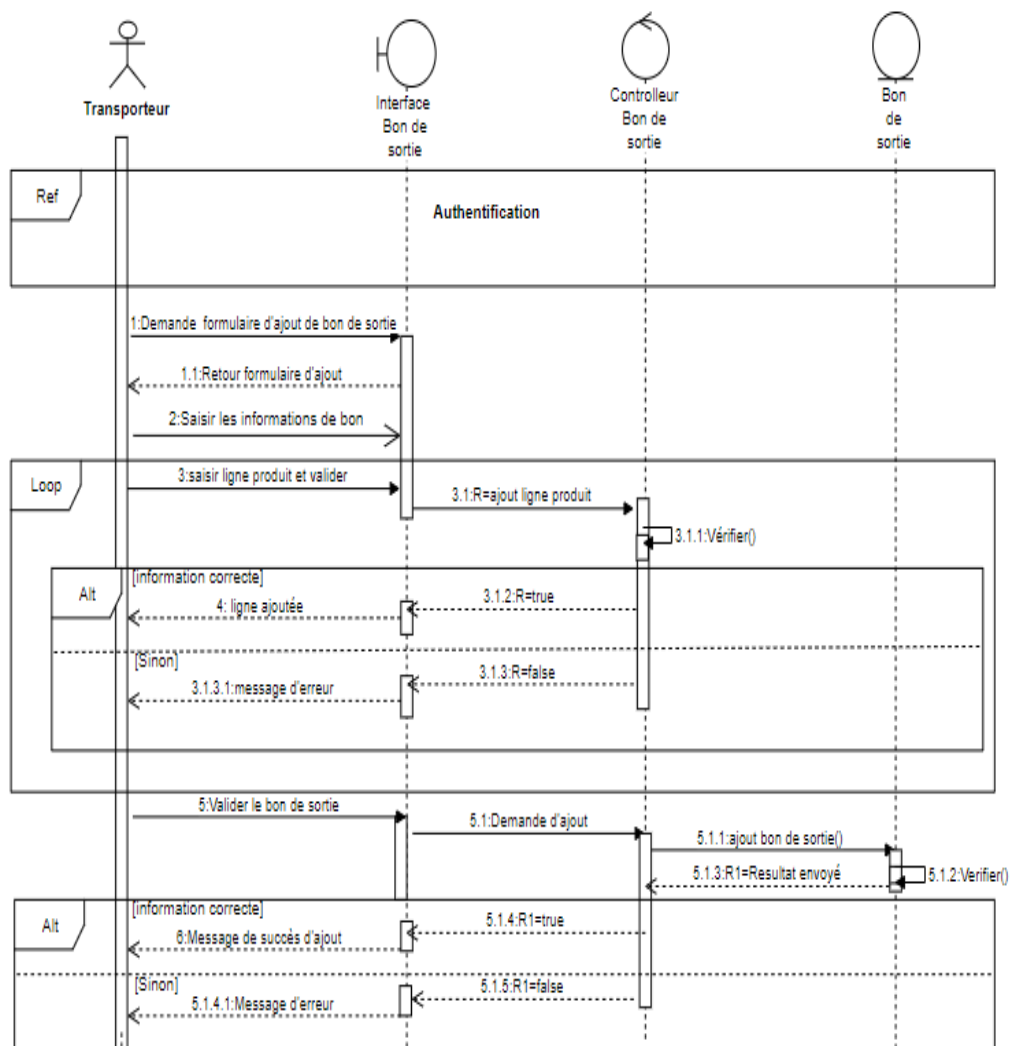 Transporteur
Interface
Bon de
sortie
Controlleur
Bon de
sortie
Bon
de
sortie
Ref
Authentification
1:Demande formulaire d'ajout de bon de sortie
1.1:Retour formulaire d'ajout
2:Saisir les informations de bon
Loop
3:saisir ligne produit et valider
3.1:R=ajout ligne produit
3.1.1:Vérifier()
Alt
[information correcte]
4: ligne ajoutée
3.1.2:R=true
[Sinon]
3.1.3:R=false
3.1.3.1:message d'erreur
5:Valider le bon de sortie
5.1:Demande d'ajout
5.1.1:ajout bon de sortie()
5.1.3:R1=Resultat envoyé
5.1.2:Verifier()
Alt
[information correcte]
5.1.4:R1=true
6:Message de succès d'ajout
[Sinon]
5.1.5:R1=false
5.1.4.1:Message d'erreur